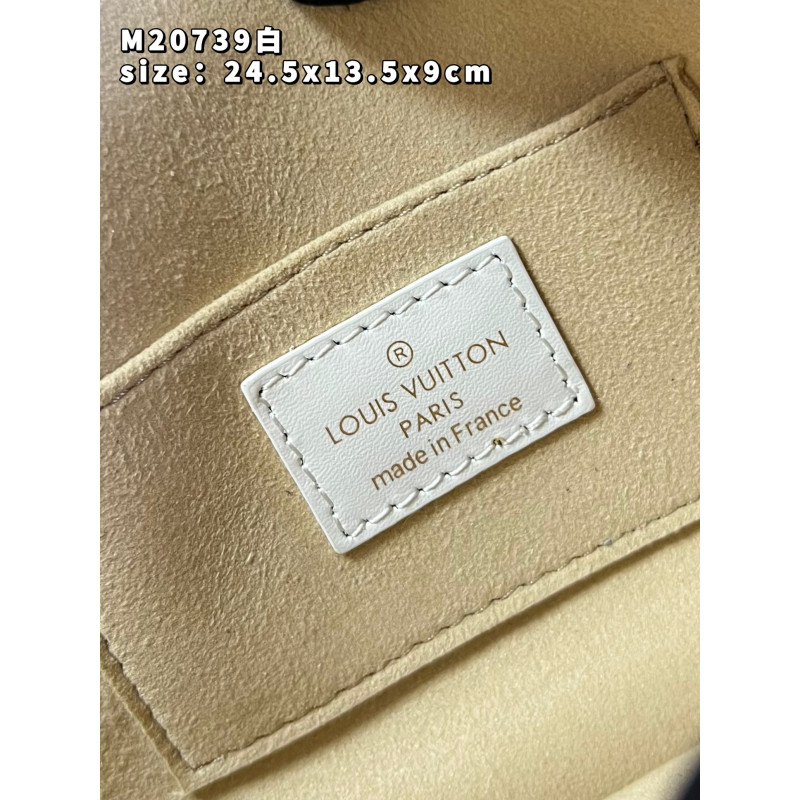 M20739白
size: 24.5x13.5x9cm
®
LOUIS VUITTON
PARIS
made in France